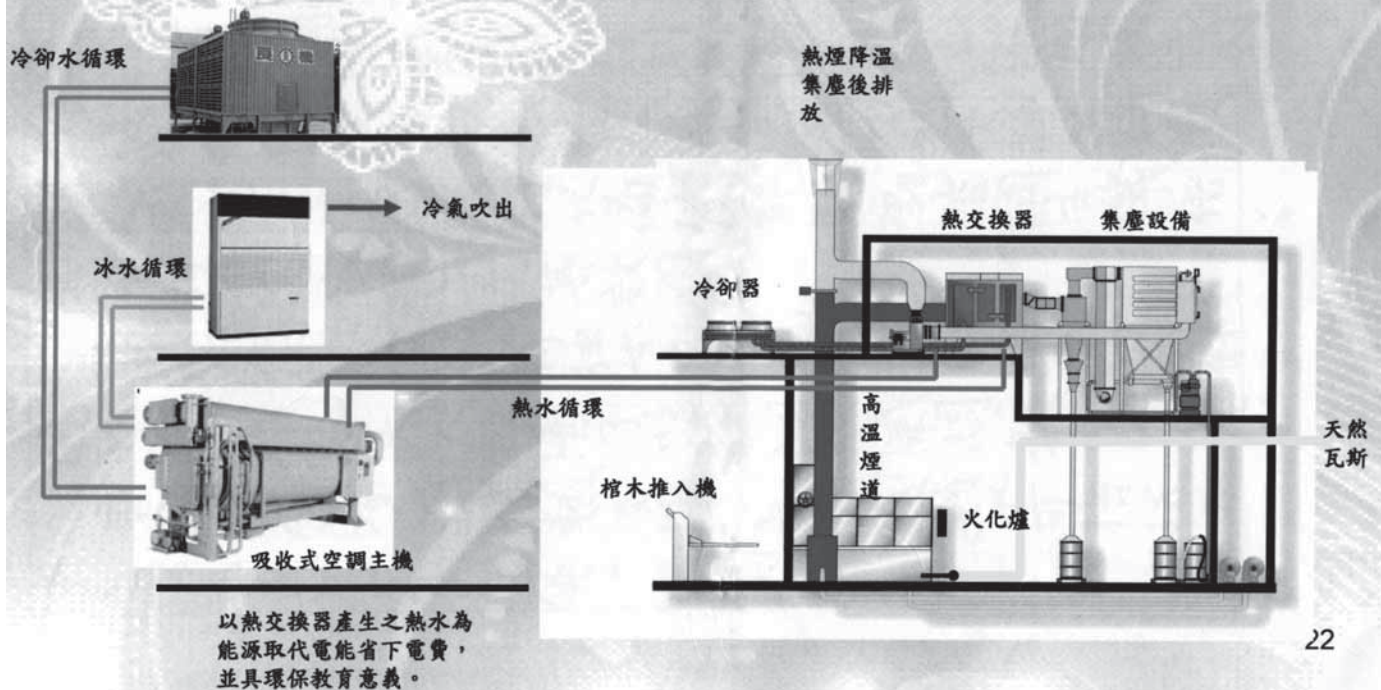 冷卻水循環
良機
熱煙降溫
集塵後排
放
冷氣吹出
熱交換器
集塵設備
冰水循環
冷卻器
熱水循環
高
溫
煙
道
天然
瓦斯
棺木推入機
火化爐
吸收式空調主機
以熱交換器產生之熱水為
能源取代電能省下電費，
並具環保教育意義。
22